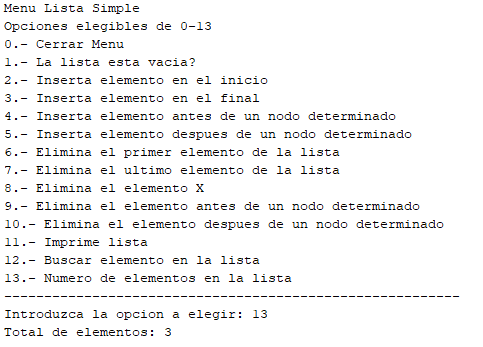 Menu Lista Simple
Opciones elegibles de 0-13
0.- Cerrar Menu
1.- La lista esta vacia?
2.- Inserta elemento en el inicio
3.- Inserta elemento en el final
4.- Inserta elemento antes de un nodo determinado
5.- Inserta elemento despues de un nodo determinado
6.- Elimina el primer elemento de la lista
7.- Elimina el ultimo elemento de la lista
8.- Elimina el elemento X
9.- Elimina el elemento antes de un nodo determinado
10.- Elimina el elemento despues de un nodo determinado
11.- Imprime lista
12.- Buscar elemento en la lista
13.- Numero de elementos en la lista
---------------------------------------------------------
Introduzca la opcion a elegir: 13
Total de elementos: 3